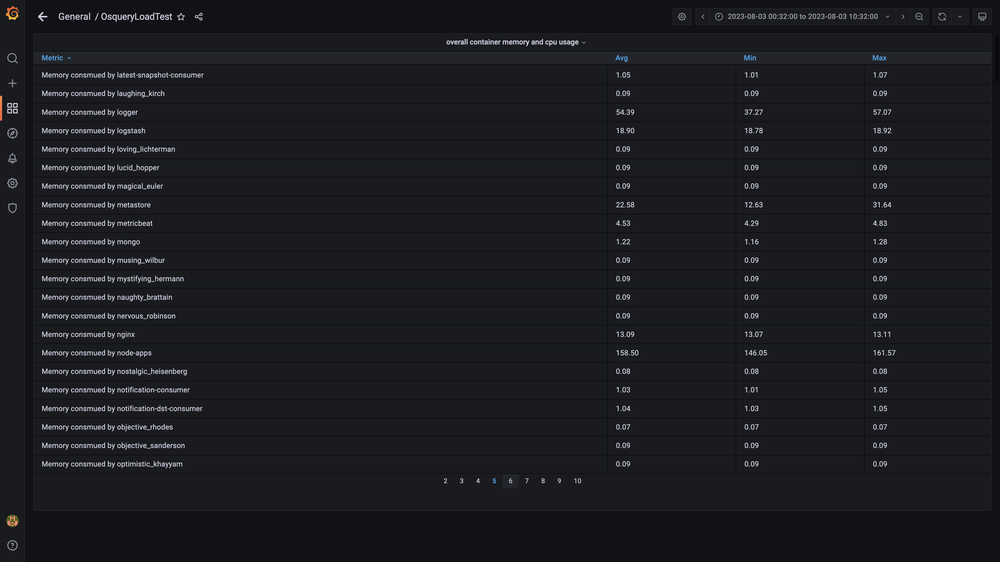 General / OsqueryLoadTest
2023-08-03 00:32:00 to 2023-08-03 10:32:00
overall container memory and cpu usage
Metric Avg Min Max
Memory consmued by latest-snapshot-consumer 1.05 1.01 1.07
Memory consmued by laughing_kirch 0.09 0.09 0.09
Memory consmued by logger 54.39 37.27 57.07
Memory consmued by logstash 18.90 18.78 18.92
Memory consmued by loving_lichterman 0.09 0.09 0.09
Memory consmued by lucid_hopper 0.09 0.09 0.09
Memory consmued by magical_euler 0.09 0.09 0.09
Memory consmued by metastore 22.58 12.63 31.64
Memory consmued by metricbeat 4.53 4.29 4.83
Memory consmued by mongo 1.22 1.16 1.28
Memory consmued by musing_wilbur 0.09 0.09 0.09
Memory consmued by mystifying_hermann 0.09 0.09 0.09
Memory consmued by naughty_brattain 0.09 0.09 0.09
Memory consmued by nervous_robinson 0.09 0.09 0.09
Memory consmued by nginx 13.09 13.07 13.11
Memory consmued by node-apps 158.50 146.05 161.57
Memory consmued by nostalgic_heisenberg 0.08 0.08 0.08
Memory consmued by notification-consumer 1.03 1.01 1.05
Memory consmued by notification-dst-consumer 1.04 1.03 1.05
Memory consmued by objective_rhodes 0.07 0.07 0.07
Memory consmued by objective_sanderson 0.09 0.09 0.09
Memory consmued by optimistic_khayyam 0.09 0.09 0.09
2 3 4 5 6 7 8 9 10